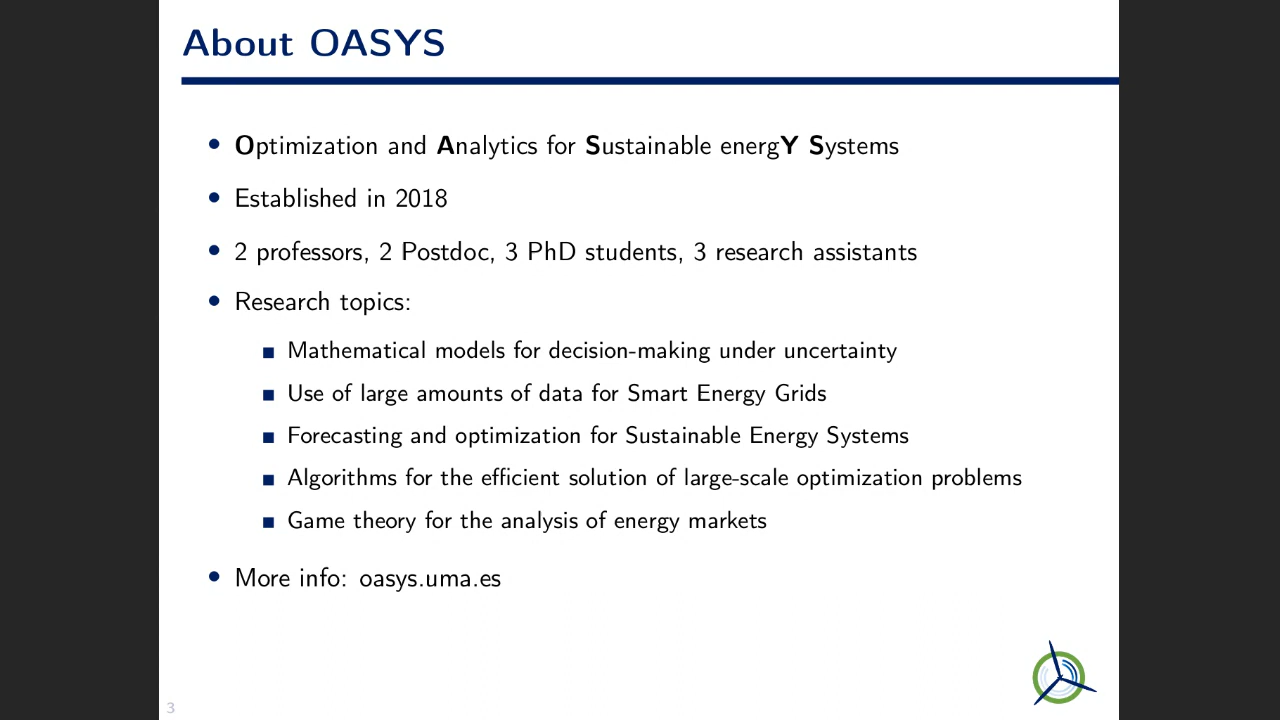 About OASYS
Optimization and Analytics for Sustainable energY Systems
Established in 2018
2 professors, 2 Postdoc, 3 PhD students, 3 research assistants
Research topics:
Mathematical models for decision-making under uncertainty
Use of large amounts of data for Smart Energy Grids
Forecasting and optimization for Sustainable Energy Systems
Algorithms for the efficient solution of large-scale optimization problems
Game theory for the analysis of energy markets
More info: oasys.uma.es
3